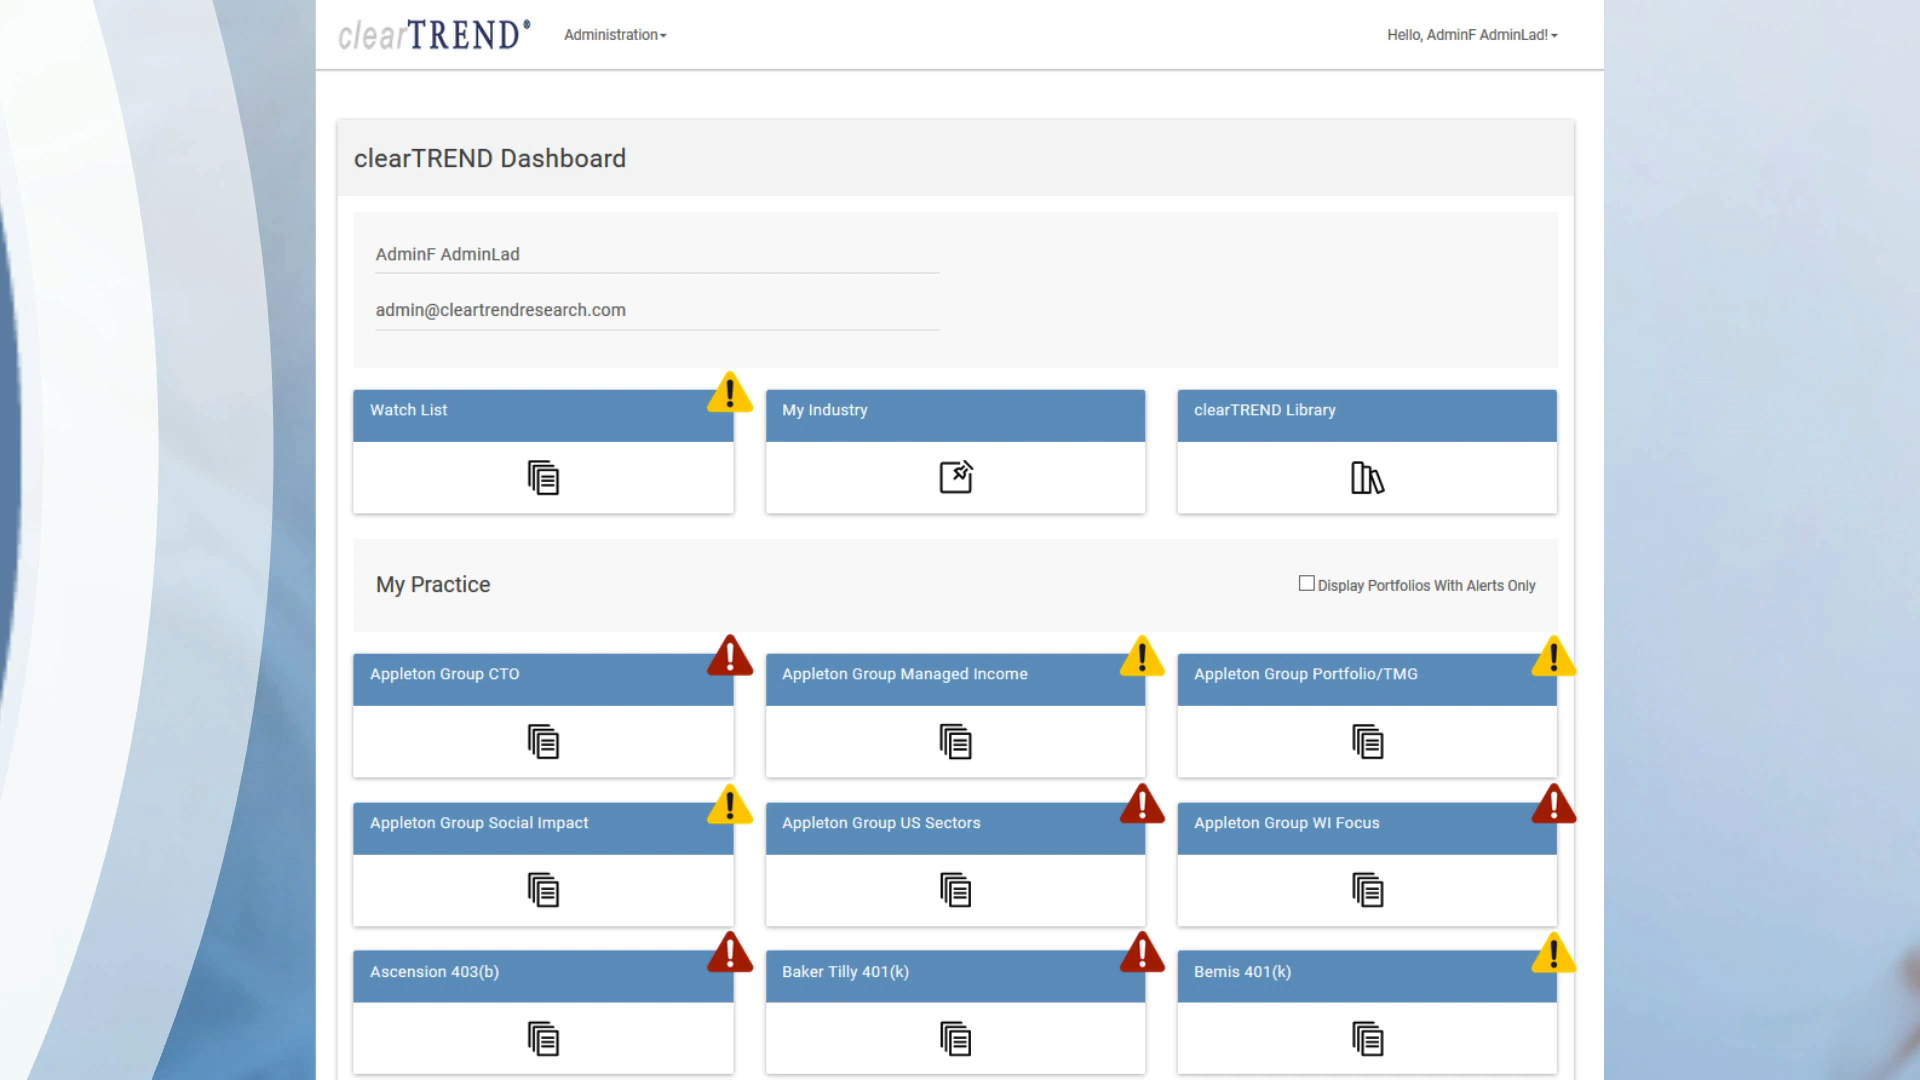 clearTREND®
Administration
Hello, AdminF AdminLad!
clearTREND Dashboard
AdminF AdminLad
admin@cleartrendresearch.com
Watch List
My Industry
clearTREND Library
My Practice
Display Portfolios With Alerts Only
Appleton Group CTO
Appleton Group Managed Income
Appleton Group Portfolio/TMG
Appleton Group Social Impact
Appleton Group US Sectors
Appleton Group WI Focus
Ascension 403(b)
Baker Tilly 401(k)
Bemis 401(k)